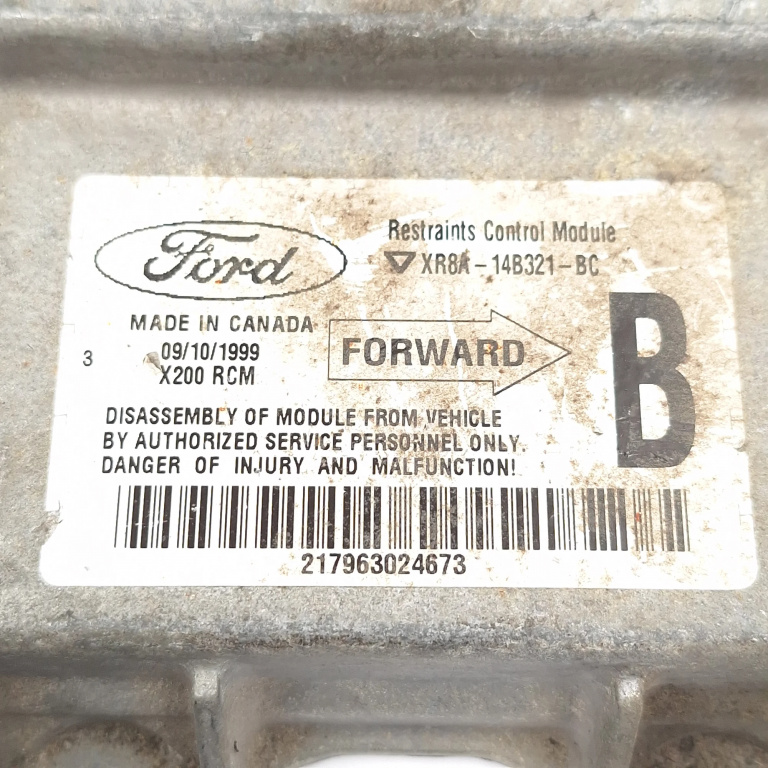 Ford
Restraints Control Module
XR8A-14B321-BC
MADE IN CANADA
3
09/10/1999
X200 RCM
FORWARD
B
DISASSEMBLY OF MODULE FROM VEHICLE
BY AUTHORIZED SERVICE PERSONNEL ONLY.
DANGER OF INJURY AND MALFUNCTION!
217963024673